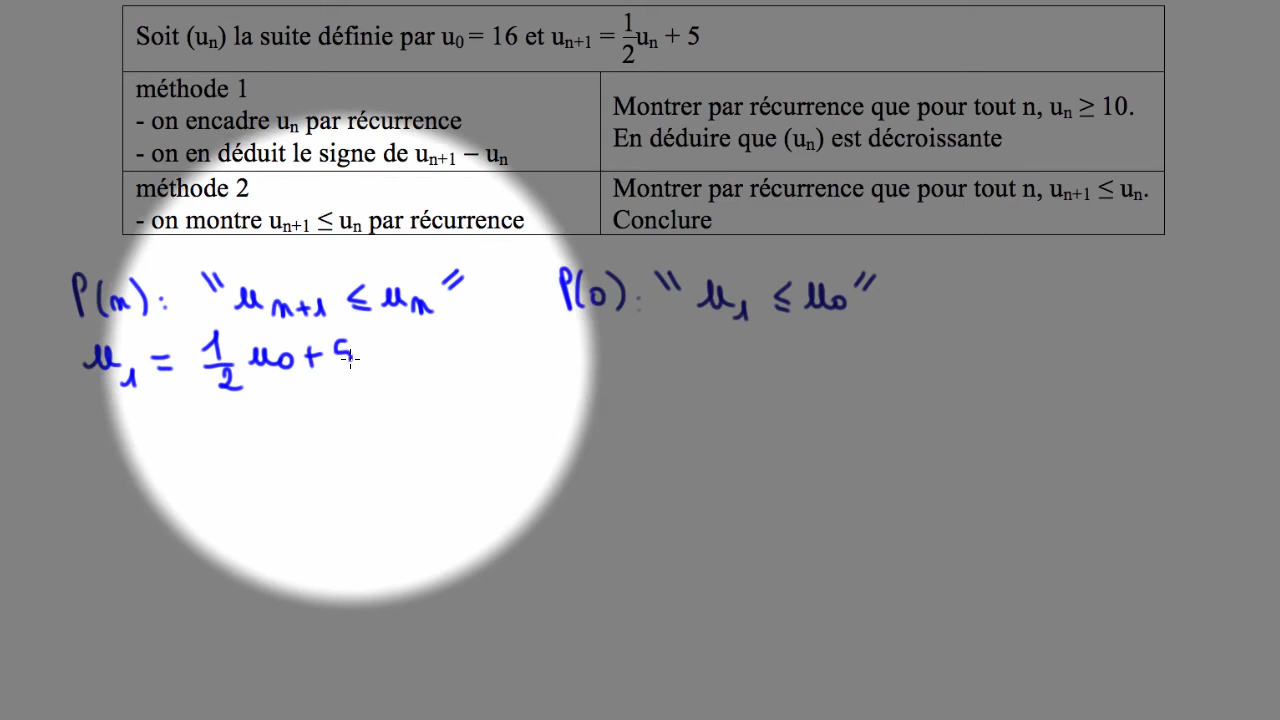 Soit (uₙ) la suite définie par u₀ = 16 et uₙ₊₁ = 1/2 uₙ + 5
méthode 1
- on encadre uₙ par récurrence
- on en déduit le signe de uₙ₊₁ − uₙ
Montrer par récurrence que pour tout n, uₙ ≥ 10.
En déduire que (uₙ) est décroissante
méthode 2
- on montre uₙ₊₁ ≤ uₙ par récurrence
Montrer par récurrence que pour tout n, uₙ₊₁ ≤ uₙ.
Conclure
P(n): "uₙ₊₁ ≤ uₙ" P(0): "u₁ ≤ u₀"
u₁ = 1/2 u₀ +